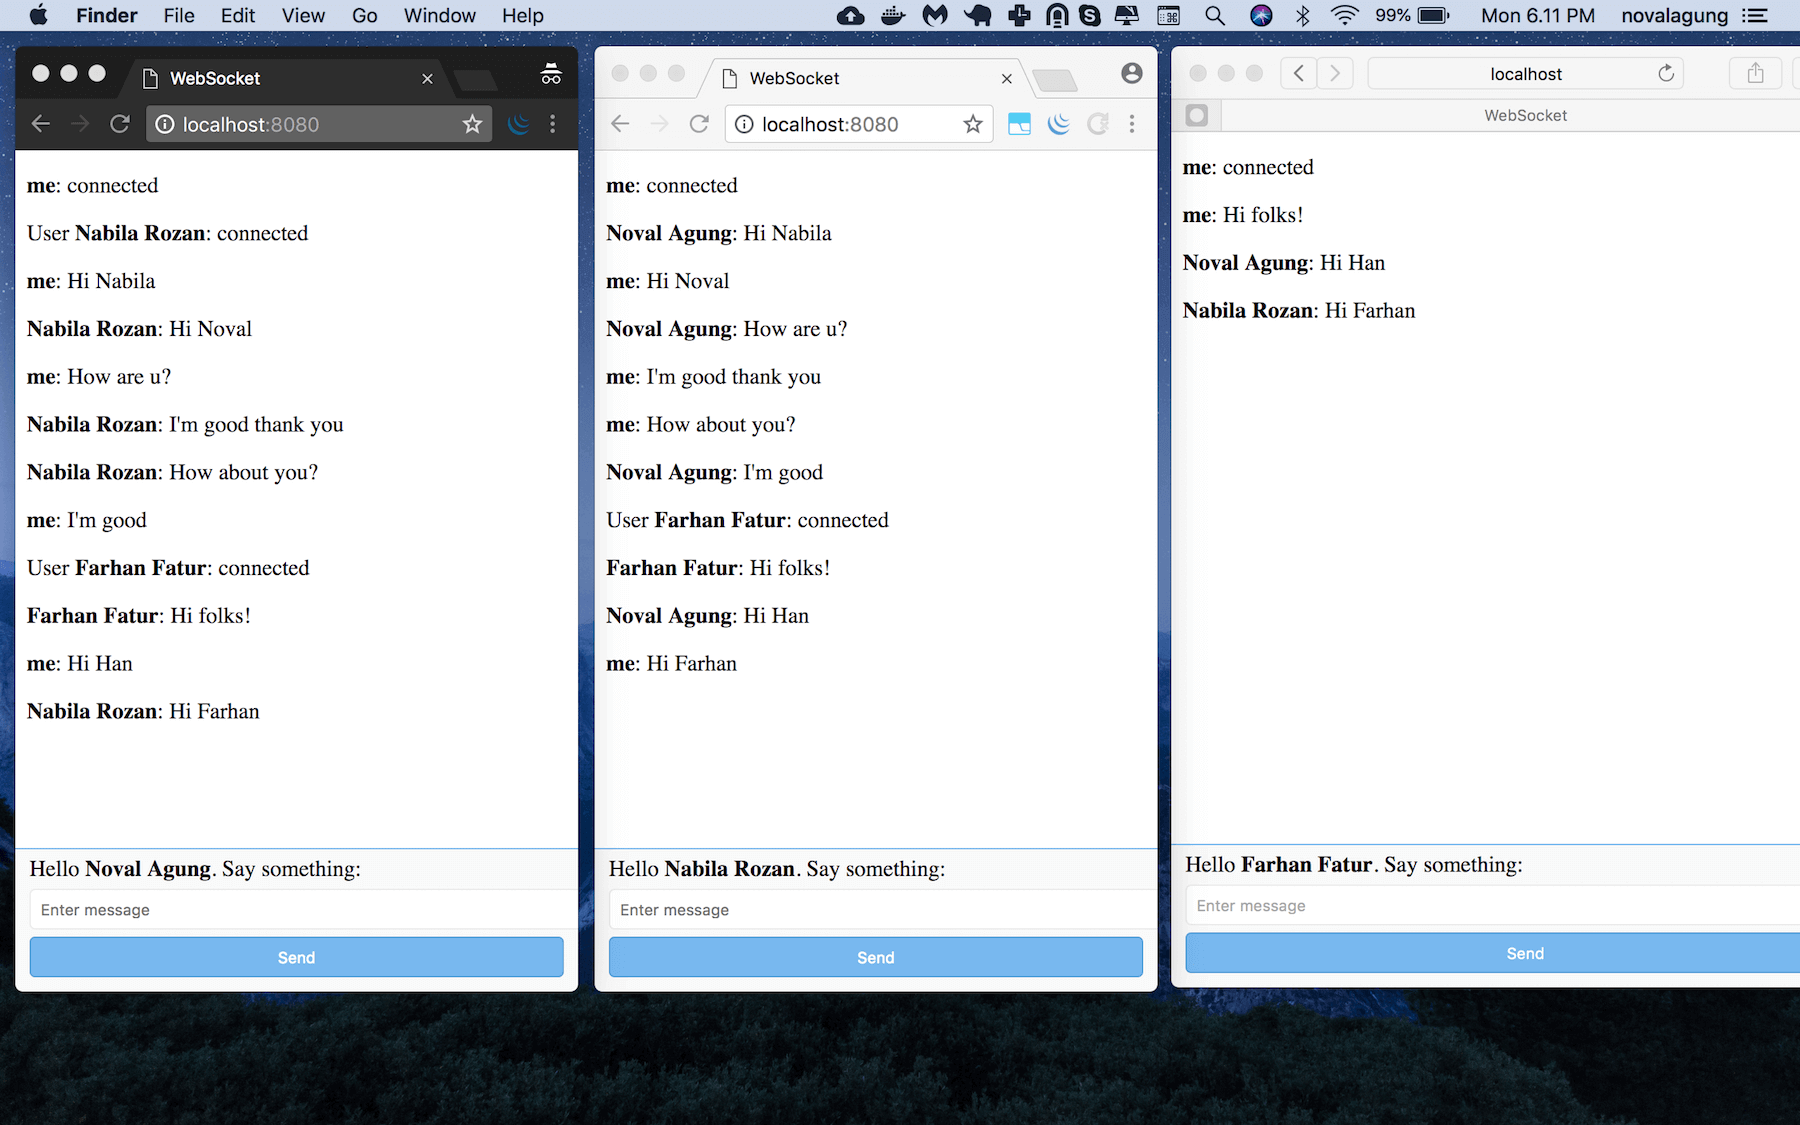 Finder File Edit View Go Window Help 99% Mon 6.11 PM novalagung
WebSocket
localhost:8080
me: connected
User Nabila Rozan: connected
me: Hi Nabila
Nabila Rozan: Hi Noval
me: How are u?
Nabila Rozan: I'm good thank you
Nabila Rozan: How about you?
me: I'm good
User Farhan Fatur: connected
Farhan Fatur: Hi folks!
me: Hi Han
Nabila Rozan: Hi Farhan
Hello Noval Agung. Say something:
Enter message
Send
WebSocket
localhost:8080
me: connected
Noval Agung: Hi Nabila
me: Hi Noval
Noval Agung: How are u?
me: I'm good thank you
me: How about you?
Noval Agung: I'm good
User Farhan Fatur: connected
Farhan Fatur: Hi folks!
Noval Agung: Hi Han
me: Hi Farhan
Hello Nabila Rozan. Say something:
Enter message
Send
localhost
WebSocket
me: connected
me: Hi folks!
Noval Agung: Hi Han
Nabila Rozan: Hi Farhan
Hello Farhan Fatur. Say something:
Enter message
Send